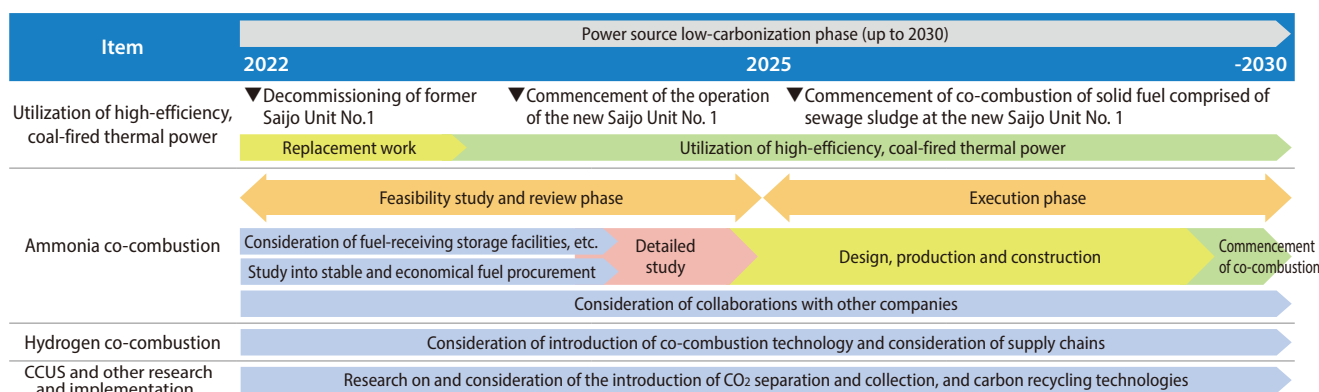 Item
Power source low-carbonization phase (up to 2030)
2022
2025
-2030
Utilization of high-efficiency,
coal-fired thermal power
▼Decommissioning of former
Saijo Unit No.1
▼Commencement of the operation
of the new Saijo Unit No. 1
▼Commencement of co-combustion of solid fuel comprised of
sewage sludge at the new Saijo Unit No. 1
Replacement work
Utilization of high-efficiency, coal-fired thermal power
Ammonia co-combustion
Feasibility study and review phase
Execution phase
Consideration of fuel-receiving storage facilities, etc.
Study into stable and economical fuel procurement
Detailed
study
Design, production and construction
Commencement
of co-combustion
Consideration of collaborations with other companies
Hydrogen co-combustion
Consideration of introduction of co-combustion technology and consideration of supply chains
CCUS and other research
and implementation
Research on and consideration of the introduction of CO2 separation and collection, and carbon recycling technologies